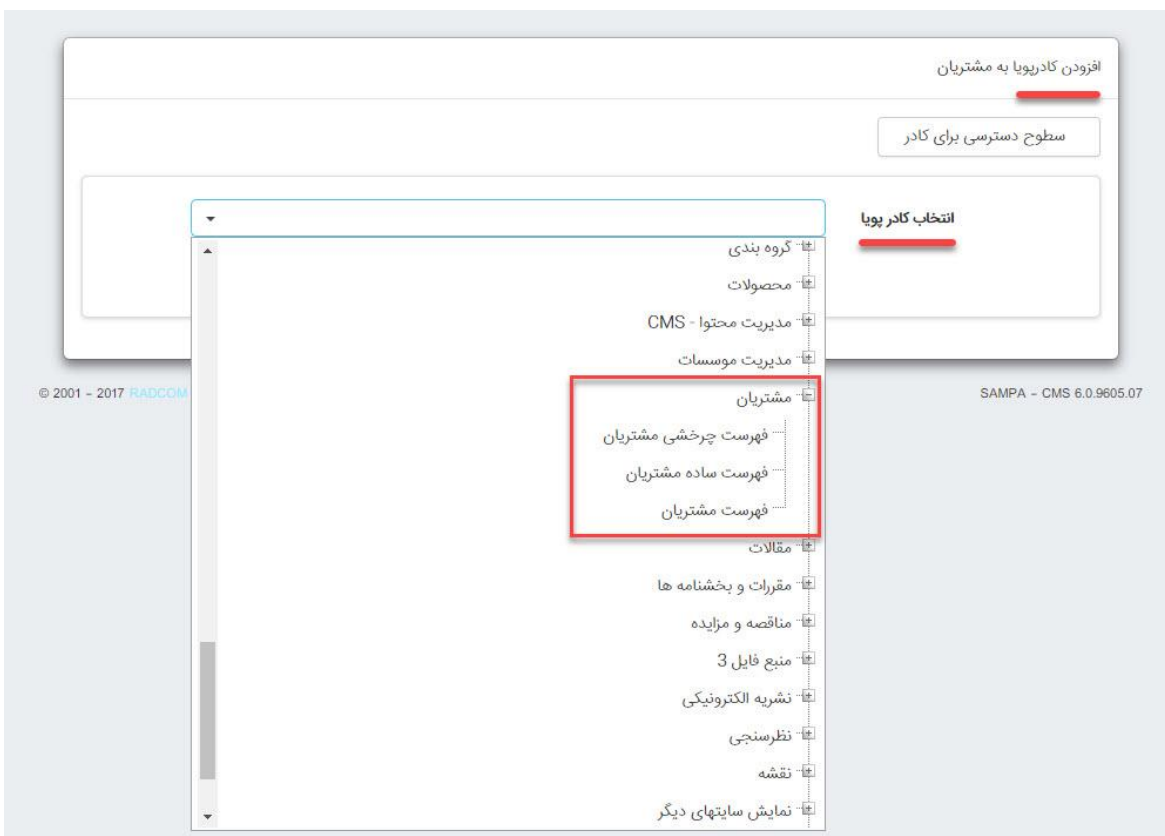 افزودن کادرپویا به مشتریان
سطوح دسترسی برای کادر
انتخاب کادر پویا
گروه بندی
محصولات
مدیریت محتوا - CMS
مدیریت موسسات
مشتریان
فهرست چرخشی مشتریان
فهرست ساده مشتریان
فهرست مشتریان
مقالات
مقررات و بخشنامه ها
مناقصه و مزایده
منبع فایل 3
نشریه الکترونیکی
نظرسنجی
نقشه
نمایش سایتهای دیگر
© 2001 - 2017 RADCOM
SAMPA - CMS 6.0.9605.07